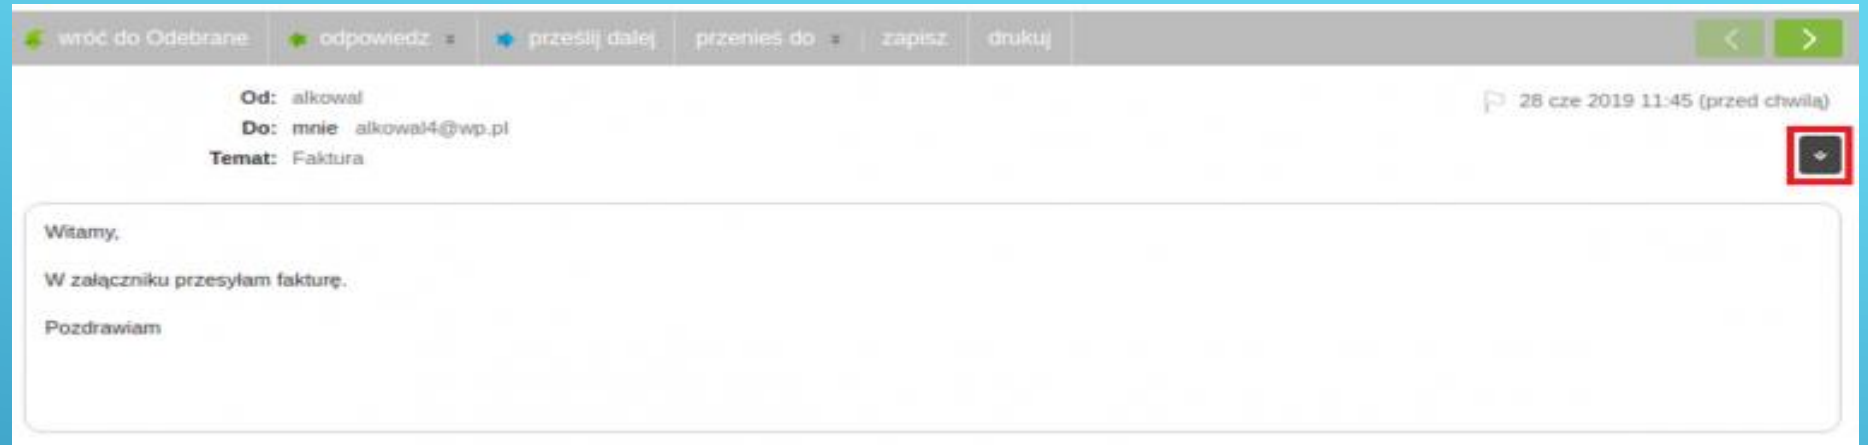 wróć do Odebrane odpowiedz prześlij dalej przenieś do zapisz drukuj
Od: alkowal
28 cze 2019 11:45 (przed chwilą)
Do: mnie alkowal4@wp.pl
Temat: Faktura
Witamy,
W załączniku przesyłam fakturę.
Pozdrawiam